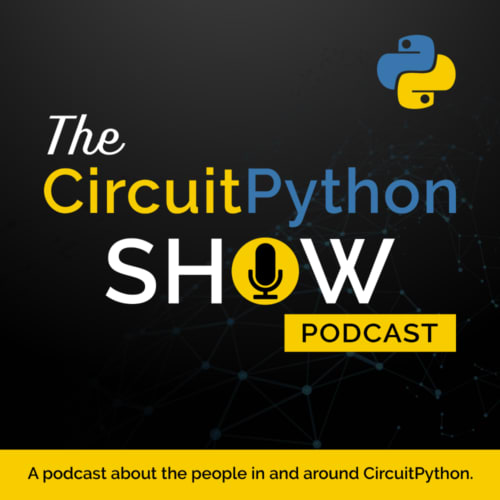 The
CircuitPython
SHOW
PODCAST
A podcast about the people in and around CircuitPython.